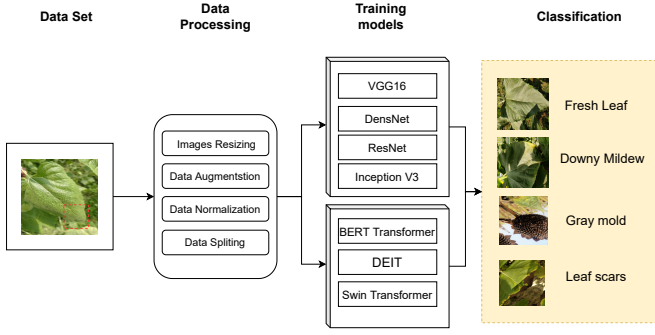 Data Set
Data
Processing
Training
models
Classification
Images Resizing
Data Augmentstion
Data Normalization
Data Spliting
VGG16
DensNet
ResNet
Inception V3
BERT Transformer
DEIT
Swin Transformer
Fresh Leaf
Downy Mildew
Gray mold
Leaf scars